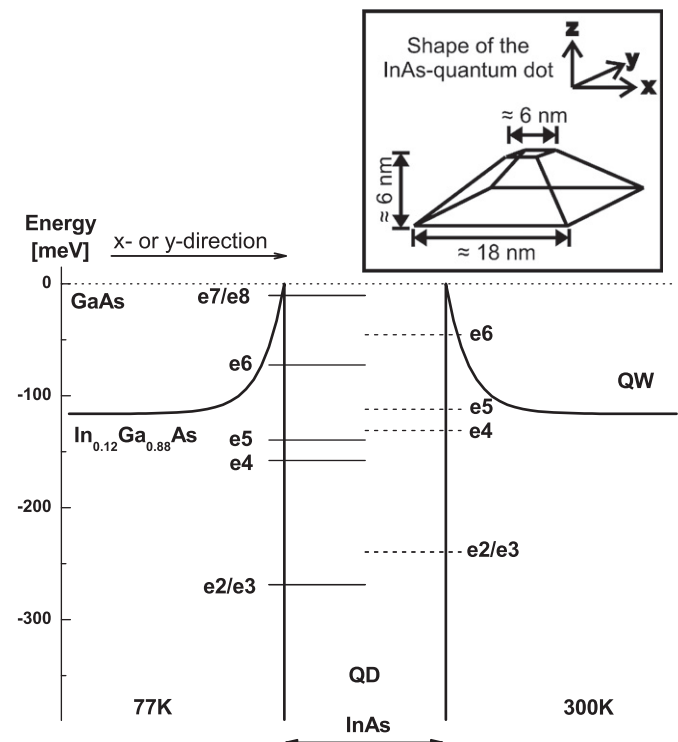 Shape of the
InAs-quantum dot
z
y
x
≈ 6 nm
≈ 6 nm
≈ 18 nm
Energy
[meV]
x- or y-direction
0
GaAs
e7/e8
e6
e6
-100
QW
e5
In0.12Ga0.88As
e4
e5
e4
-200
e2/e3
e2/e3
-300
QD
77K
300K
InAs